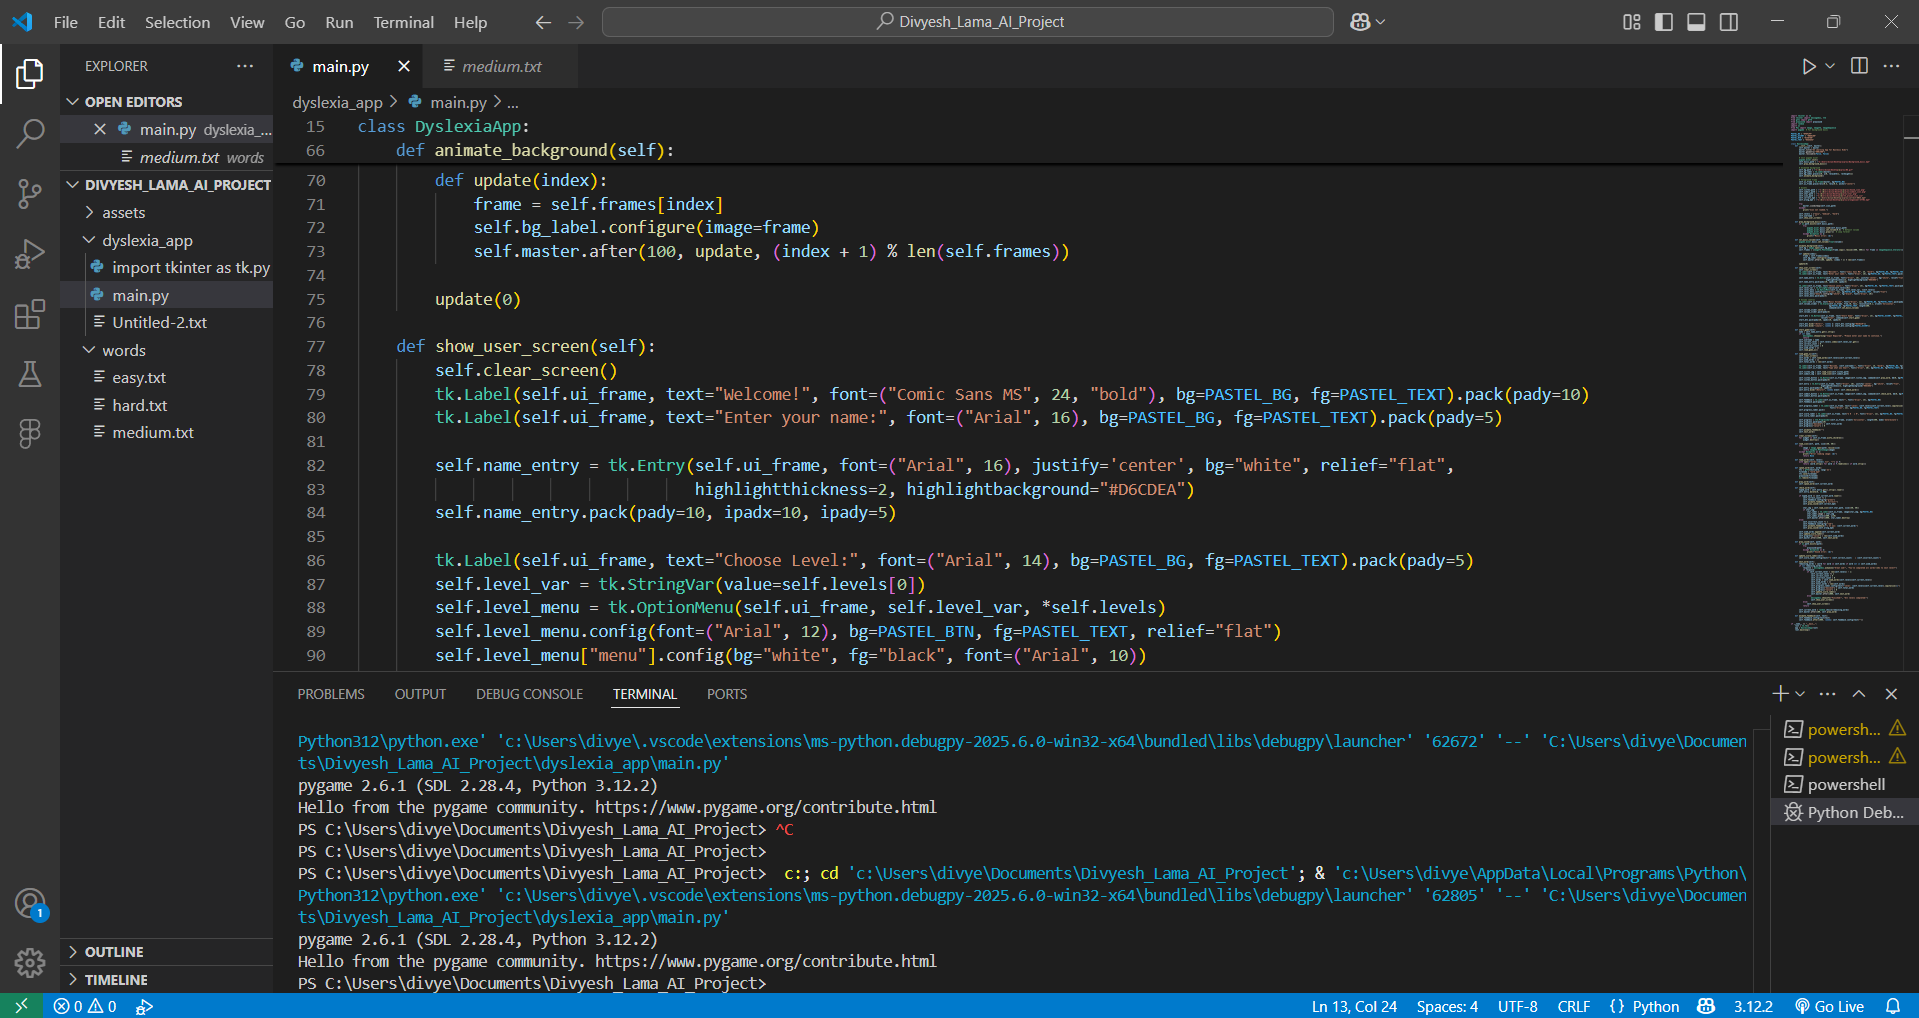 File Edit Selection View Go Run Terminal Help
Divyesh_Lama_AI_Project
EXPLORER
OPEN EDITORS
main.py dyslexia_...
medium.txt words
DIVYESH_LAMA_AI_PROJECT
assets
dyslexia_app
import tkinter as tk.py
main.py
Untitled-2.txt
words
easy.txt
hard.txt
medium.txt
OUTLINE
TIMELINE
1
main.py
medium.txt
dyslexia_app > main.py > ...
15 class DyslexiaApp:
66 def animate_background(self):
70 def update(index):
71 frame = self.frames[index]
72 self.bg_label.configure(image=frame)
73 self.master.after(100, update, (index + 1) % len(self.frames))
74
75 update(0)
76
77 def show_user_screen(self):
78 self.clear_screen()
79 tk.Label(self.ui_frame, text="Welcome!", font=("Comic Sans MS", 24, "bold"), bg=PASTEL_BG, fg=PASTEL_TEXT).pack(pady=10)
80 tk.Label(self.ui_frame, text="Enter your name:", font=("Arial", 16), bg=PASTEL_BG, fg=PASTEL_TEXT).pack(pady=5)
81
82 self.name_entry = tk.Entry(self.ui_frame, font=("Arial", 16), justify='center', bg="white", relief="flat",
83 highlightthickness=2, highlightbackground="#D6CDEA")
84 self.name_entry.pack(pady=10, ipadx=10, ipady=5)
85
86 tk.Label(self.ui_frame, text="Choose Level:", font=("Arial", 14), bg=PASTEL_BG, fg=PASTEL_TEXT).pack(pady=5)
87 self.level_var = tk.StringVar(value=self.levels[0])
88 self.level_menu = tk.OptionMenu(self.ui_frame, self.level_var, *self.levels)
89 self.level_menu.config(font=("Arial", 12), bg=PASTEL_BTN, fg=PASTEL_TEXT, relief="flat")
90 self.level_menu["menu"].config(bg="white", fg="black", font=("Arial", 10))
PROBLEMS OUTPUT DEBUG CONSOLE TERMINAL PORTS
Python312\python.exe' 'c:\Users\divye\.vscode\extensions\ms-python.debugpy-2025.6.0-win32-x64\bundled\libs\debugpy\launcher' '62672' '--' 'C:\Users\divye\Documen
ts\Divyesh_Lama_AI_Project\dyslexia_app\main.py'
pygame 2.6.1 (SDL 2.28.4, Python 3.12.2)
Hello from the pygame community. https://www.pygame.org/contribute.html
PS C:\Users\divye\Documents\Divyesh_Lama_AI_Project> ^C
PS C:\Users\divye\Documents\Divyesh_Lama_AI_Project>
PS C:\Users\divye\Documents\Divyesh_Lama_AI_Project> c:; cd 'c:\Users\divye\Documents\Divyesh_Lama_AI_Project'; & 'c:\Users\divye\AppData\Local\Programs\Python\
Python312\python.exe' 'c:\Users\divye\.vscode\extensions\ms-python.debugpy-2025.6.0-win32-x64\bundled\libs\debugpy\launcher' '62805' '--' 'C:\Users\divye\Documen
ts\Divyesh_Lama_AI_Project\dyslexia_app\main.py'
pygame 2.6.1 (SDL 2.28.4, Python 3.12.2)
Hello from the pygame community. https://www.pygame.org/contribute.html
PS C:\Users\divye\Documents\Divyesh_Lama_AI_Project>
powersh...
powersh...
powershell
Python Deb...
0 0
Ln 13, Col 24 Spaces: 4 UTF-8 CRLF {} Python 3.12.2 Go Live